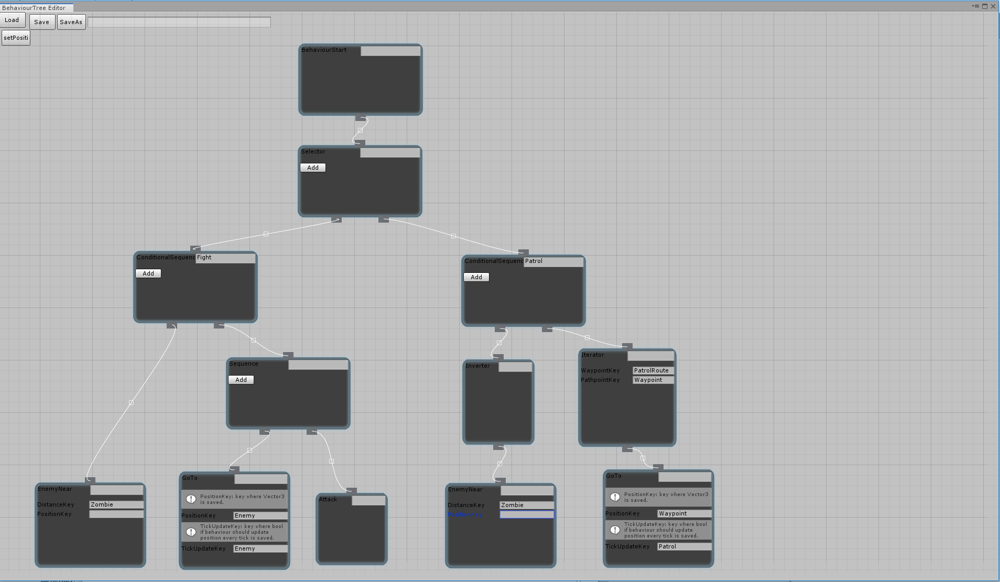 BehaviourTree Editor
Load
Save
SaveAs
setPositi
BehaviourStart
Selector
Add
ConditionalSequenc
Fight
Add
ConditionalSequenc
Patrol
Add
Sequence
Add
Inverter
Iterator
WaypointKey
PatrolRoute
PathpointKey
Waypoint
EnemyNear
DistanceKey
Zombie
PositionKey
GoTo
PositionKey: key where Vector3
is saved.
PositionKey
Enemy
TickUpdateKey: key where bool
if behaviour should update
position every tick is saved.
TickUpdateKey
Enemy
Attack
EnemyNear
DistanceKey
Zombie
PositionKey
GoTo
PositionKey: key where Vector3
is saved.
PositionKey
Waypoint
TickUpdateKey: key where bool
if behaviour should update
position every tick is saved.
TickUpdateKey
Patrol